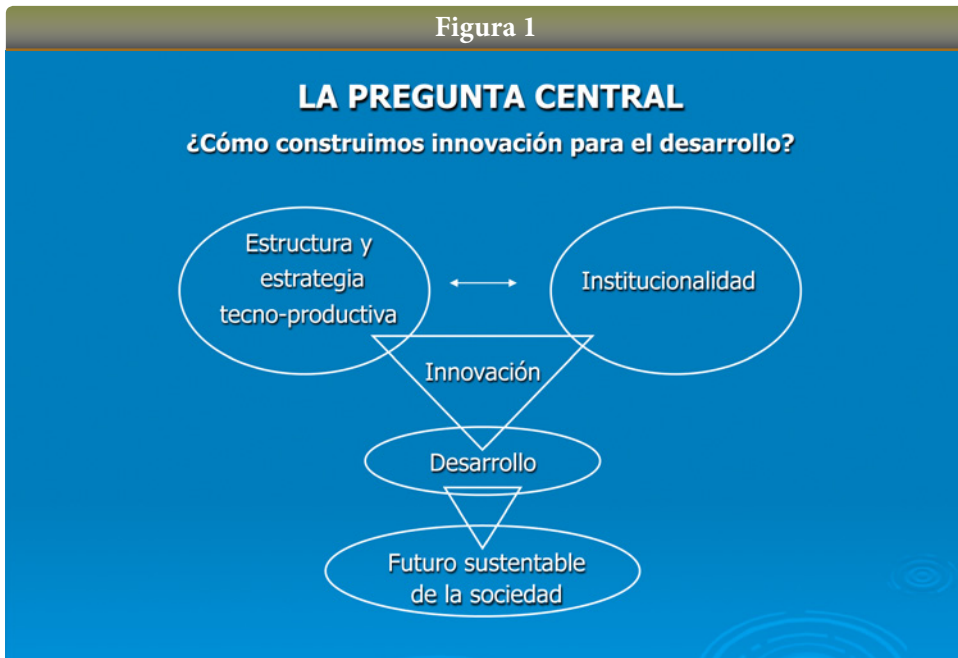 Figura 1
LA PREGUNTA CENTRAL
¿Cómo construimos innovación para el desarrollo?
Estructura y
estrategia
tecno-productiva
Institucionalidad
Innovación
Desarrollo
Futuro sustentable
de la sociedad